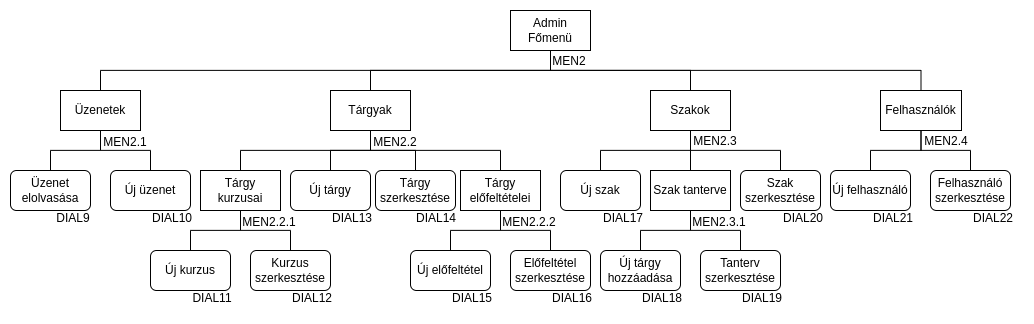 Admin
Főmenü
MEN2
Üzenetek
Tárgyak
Szakok
Felhasználók
MEN2.1
MEN2.2
MEN2.3
MEN2.4
Üzenet
elolvasása
DIAL9
Új üzenet
DIAL10
Tárgy
kurzusai
MEN2.2.1
Új tárgy
DIAL13
Tárgy
szerkesztése
DIAL14
Tárgy
előfeltételei
MEN2.2.2
Új szak
DIAL17
Szak tanterve
MEN2.3.1
Szak
szerkesztése
DIAL20
Új felhasználó
DIAL21
Felhasználó
szerkesztése
DIAL22
Új kurzus
DIAL11
Kurzus
szerkesztése
DIAL12
Új előfeltétel
DIAL15
Előfeltétel
szerkesztése
DIAL16
Új tárgy
hozzáadása
DIAL18
Tanterv
szerkesztése
DIAL19